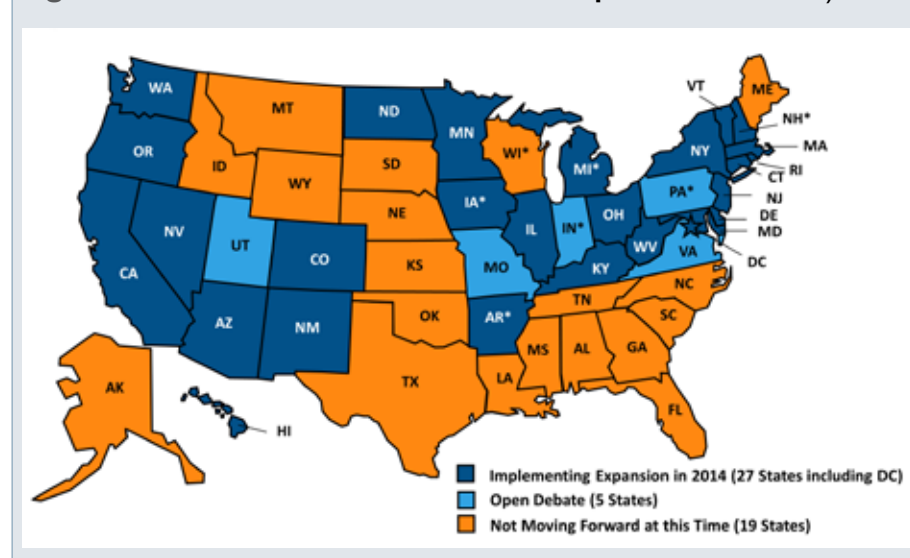 WA
MT
ND
MN
VT
ME
NH*
MA
OR
ID
SD
WI*
MI*
NY
RI
CT
WY
IA*
PA*
NJ
NE
DE
MD
NV
UT
CO
IL
IN*
OH
WV
VA
DC
CA
KS
MO
KY
NC
AZ
NM
OK
AR*
TN
SC
MS
AL
GA
AK
TX
LA
FL
HI
Implementing Expansion in 2014 (27 States including DC)
Open Debate (5 States)
Not Moving Forward at this Time (19 States)